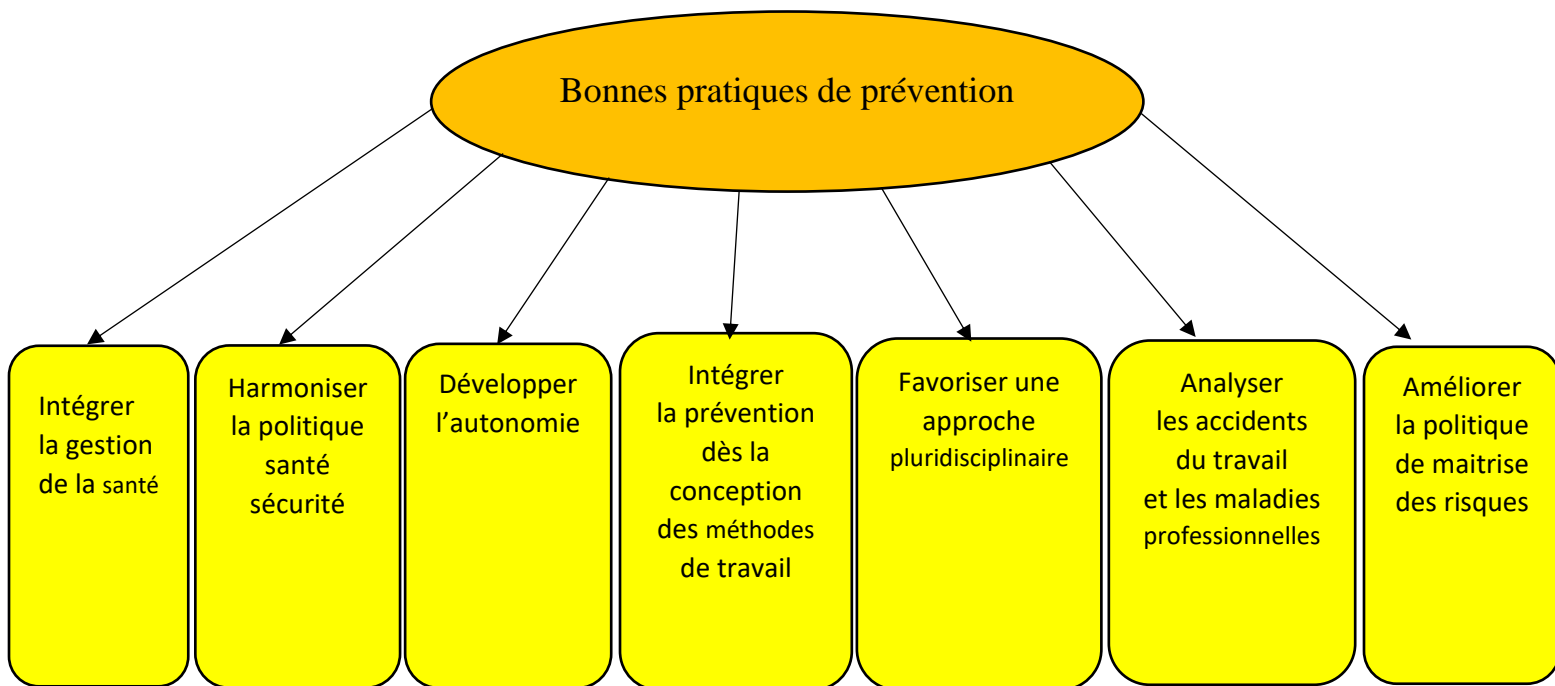 Bonnes pratiques de prévention
Intégrer
la gestion
de la santé
Harmoniser
la politique
santé
sécurité
Développer
l’autonomie
Intégrer
la prévention
dès la
conception
des méthodes
de travail
Favoriser une
approche
pluridisciplinaire
Analyser
les accidents
du travail
et les maladies
professionnelles
Améliorer
la politique
de maitrise
des risques